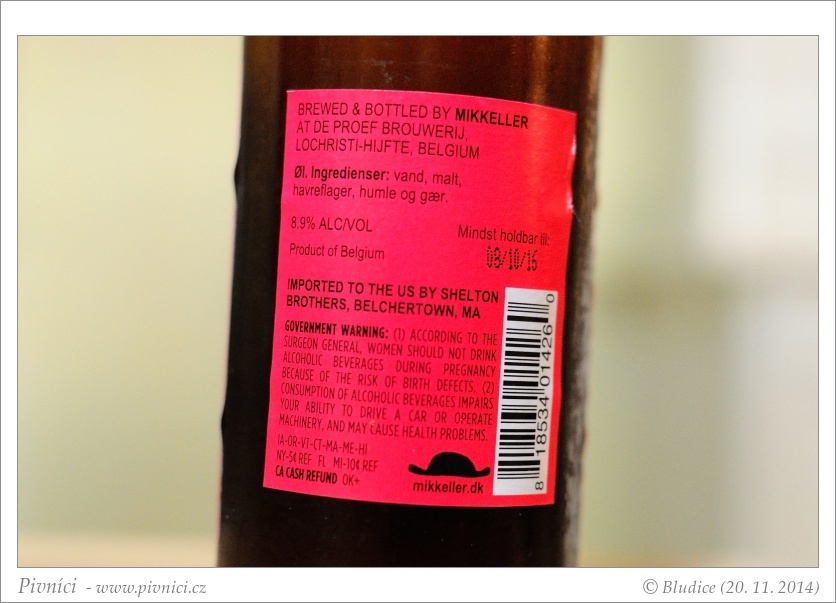 BREWED & BOTTLED BY MIKKELLER
AT DE PROEF BROUWERIJ,
LOCHRISTI-HIJFTE, BELGIUM
Øl. Ingredienser: vand, malt,
havreflager, humle og gær.
8.9% ALC/VOL
Mindst holdbar til:
Product of Belgium
08/10/16
IMPORTED TO THE US BY SHELTON
BROTHERS, BELCHERTOWN, MA
GOVERNMENT WARNING: (1) ACCORDING TO THE
SURGEON GENERAL, WOMEN SHOULD NOT DRINK
ALCOHOLIC BEVERAGES DURING PREGNANCY
BECAUSE OF THE RISK OF BIRTH DEFECTS. (2)
CONSUMPTION OF ALCOHOLIC BEVERAGES IMPAIRS
YOUR ABILITY TO DRIVE A CAR OR OPERATE
MACHINERY, AND MAY CAUSE HEALTH PROBLEMS.
IA-OR-VT-CT-MA-ME-HI
NY-5¢ REF FL MI-10¢ REF
CA CASH REFUND OK+
mikkeller.dk
8 18534 01426 0
Pivníci - www.pivnici.cz
© Bludice (20. 11. 2014)